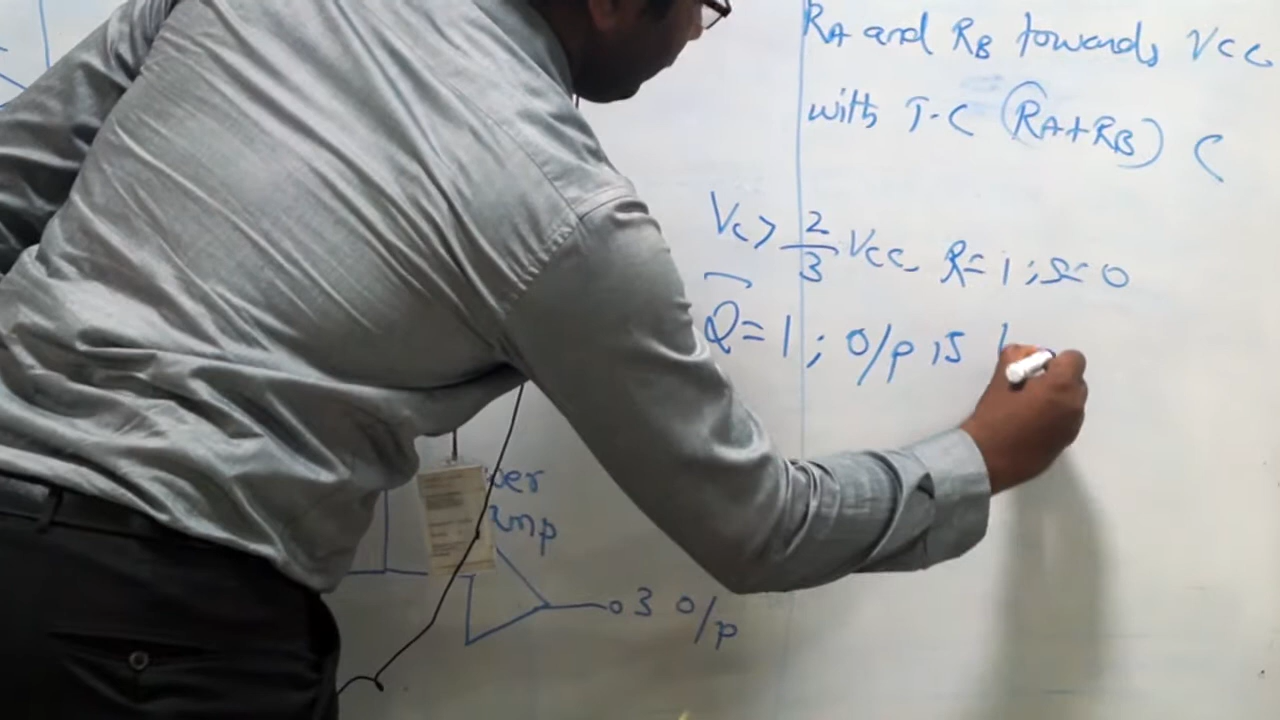 RA and RB towards VCC
with T.C (RA+RB) C
Vc > 2/3 Vcc R=1; S=0
Q̅=1; O/p is
3 O/p